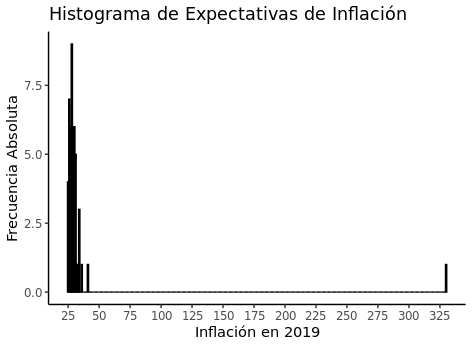 Histograma de Expectativas de Inflación
Frecuencia Absoluta
7.5
5.0
2.5
0.0
25 50 75 100 125 150 175 200 225 250 275 300 325
Inflación en 2019